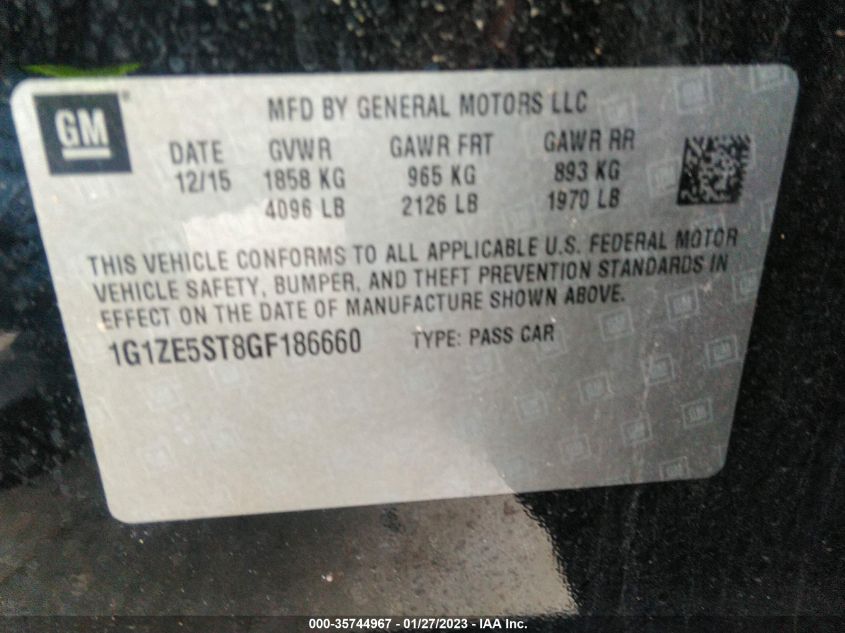 GM®
MFD BY GENERAL MOTORS LLC
DATE GVWR GAWR FRT GAWR RR
12/15 1858 KG 965 KG 893 KG
4096 LB 2126 LB 1970 LB
THIS VEHICLE CONFORMS TO ALL APPLICABLE U.S. FEDERAL MOTOR
VEHICLE SAFETY, BUMPER, AND THEFT PREVENTION STANDARDS IN
EFFECT ON THE DATE OF MANUFACTURE SHOWN ABOVE.
1G1ZE5ST8GF186660 TYPE: PASS CAR
000-35744967 - 01/27/2023 - IAA Inc.